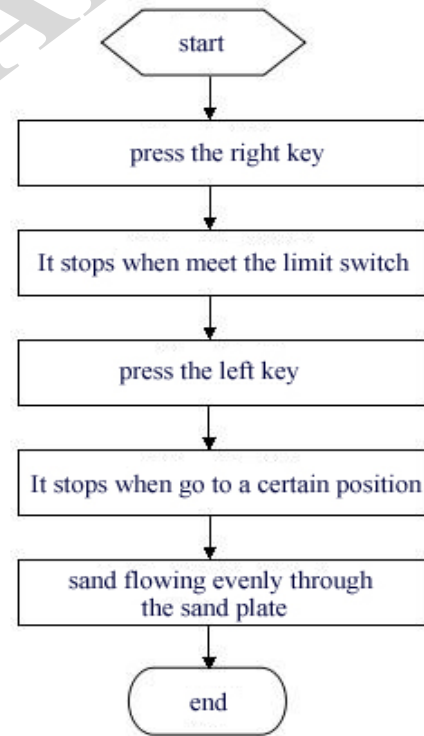 start
press the right key
It stops when meet the limit switch
press the left key
It stops when go to a certain position
sand flowing evenly through
the sand plate
end